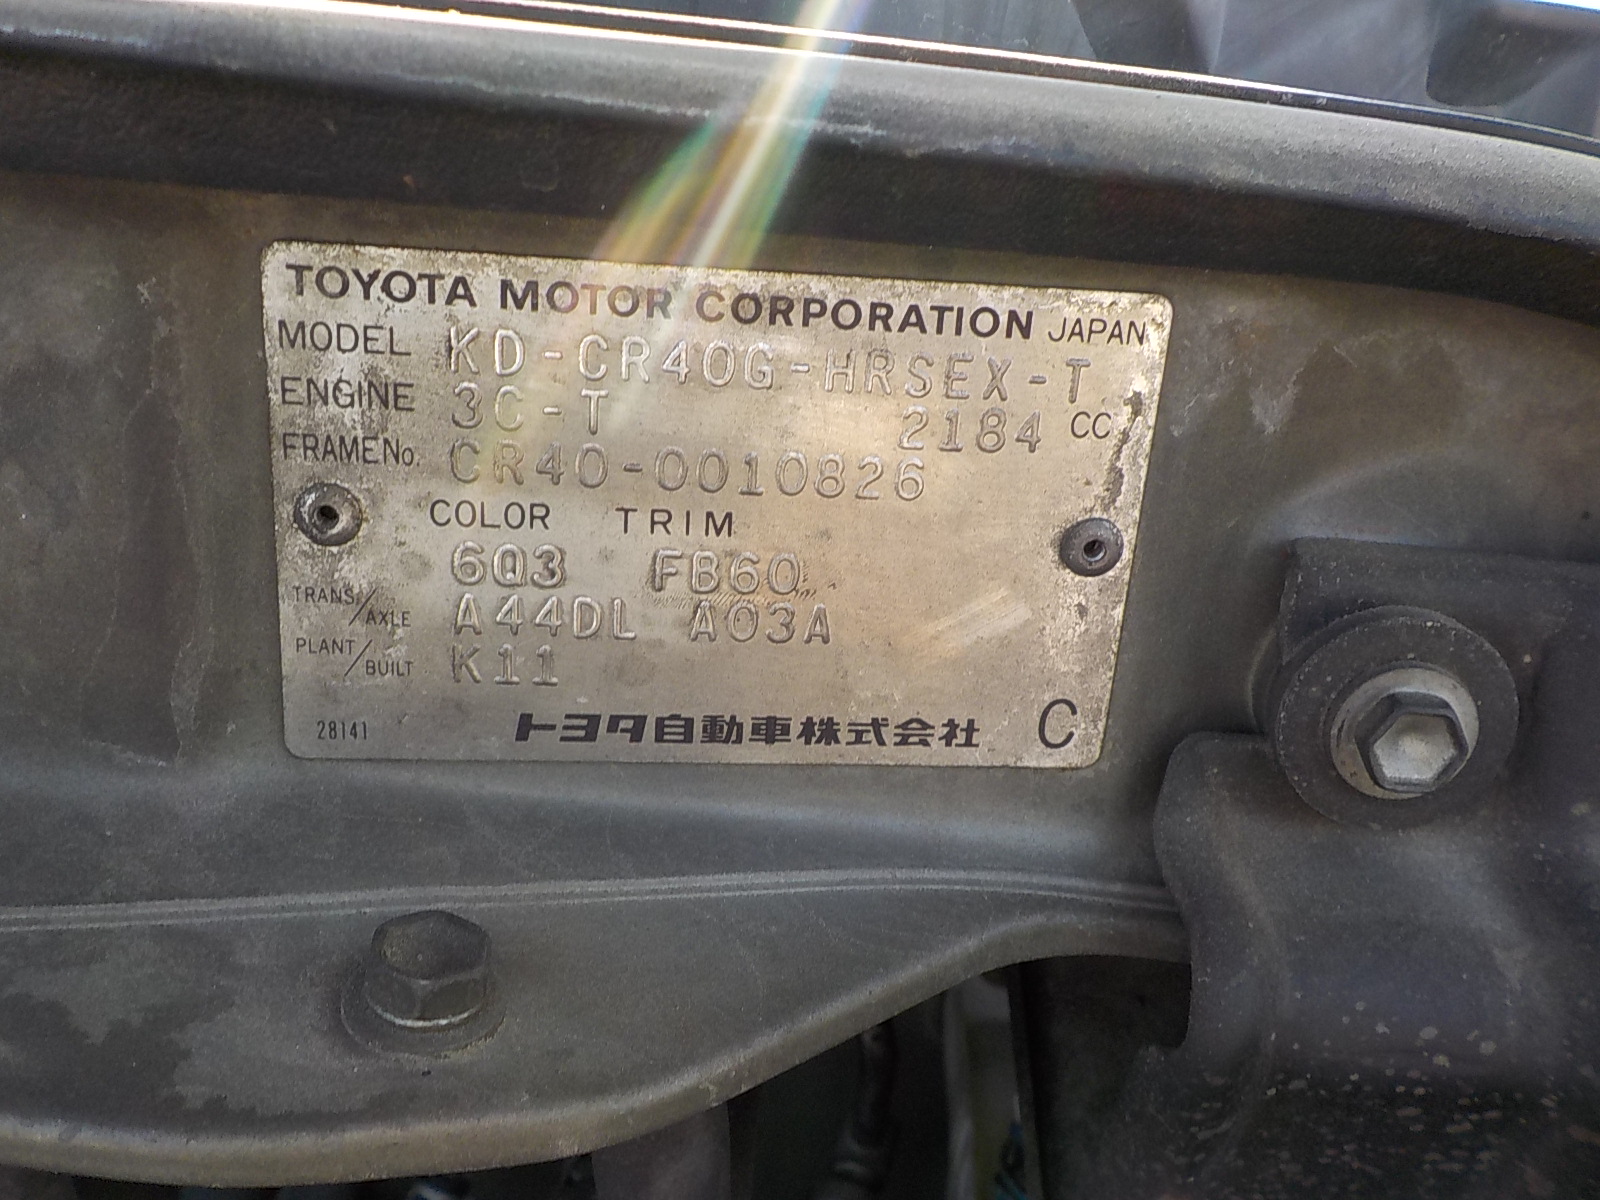 TOYOTA MOTOR CORPORATION JAPAN
MODEL KD-CR40G-HRSEX-T
ENGINE 3C-T 2184 CC
FRAME No. CR40-0010826
COLOR TRIM
6Q3 FB60
TRANS/AXLE A44DL A03A
PLANT/BUILT K11
28141 トヨタ自動車株式会社 C